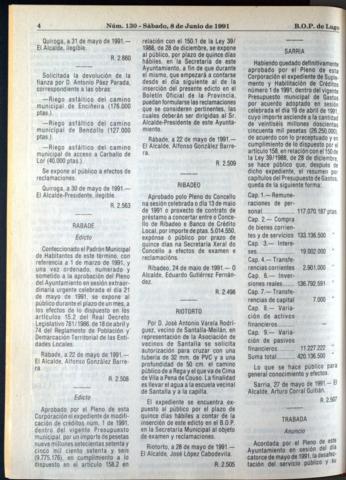 4
Núm. 130 - Sábado, 8 de Junio de 1991
B.O.P. de Lugo
Quiroga, a 31 de mayo de 1991.—
El Alcalde, ilegible.
R. 2.860
Solicitada la devolución de la
fianza por D. Antonio Páez Parada,
correspondiente a las obras:
—Riego asfáltico del camino
municipal de Enciñeira (176.000
ptas.)
—Riego asfáltico del camino
municipal de Bendollo (127.000
ptas.)
—Riego asfáltico del camino
municipal de acceso a Carballo de
Lor (40.000 ptas.)
Se expone al público a efectos de
reclamaciones.
Quiroga, a 30 de mayo de 1991.—
El Alcalde-Presidente, ilegible.
R. 2.563
RABADE
Edicto
Confeccionado el Padrón Municipal
de Habitantes de este término, con
referencia a 1 de marzo de 1991, y
una vez ordenado, numerado y
sometido a la aprobación del Pleno
del Ayuntamiento en sesión extraor-
dinaria urgente celebrada el día 21
de mayo de 1991, se expone al
público durante el plazo de un mes, a
los efectos de lo dispuesto en los
artículos 15.2 del Real Decreto
Legislativo 781/1986, de 18 de abril y
74 del Reglamento de Población y
Demarcación Territorial de las Enti-
dades Locales.
Rábade, a 22 de mayo de 1991.—
El Alcalde, Alfonso González Barre-
ra.
R. 2.508
Edicto
Aprobado por el Pleno de esta
Corporación el expediente de modifi-
cación de créditos núm. 1 de 1991,
dentro del vigente Presupuesto
municipal por un importe de pesetas
nueve millones setecientas setenta y
cinco mil ciento setenta y seis
(9.775.176), en cumplimiento a lo
dispuesto en el artículo 158.2 en
relación con el 150.1 de la Ley 39/
1988, de 28 de diciembre, se expone
al público, por plazo de quince días
hábiles, en la Secretaría de este
Ayuntamiento, a fin de que durante
el mismo, que empezará a contarse
desde el día siguiente al de la
inserción del presente edicto en el
Boletín Oficial de la Provincia,
puedan formularse las reclamaciones
que se consideren pertinentes, las
cuales deberán ser dirigidas al Sr.
Alcalde-Presidente de este Ayunta-
miento.
Rábade, a 22 de mayo de 1991.—
El Alcalde, Alfonso González Barre-
ra.
R. 2.509
RIBADEO
Aprobado polo Pleno do Concello
na sesión celebrada o día 13 de maio
de 1991 o proxecto de contrato de
préstamo a concertar entre o Conce-
llo de Ribadeo e Banco de Crédito
Local, por importe de 5.014.550,
expónse ó público por prazo de
quince días na Secretaría Xeral do
Concello a efectos de exame e
reclamacións.
Ribadeo, 24 de maio de 1991.— O
Alcalde, Eduardo Gutiérrez Fernán-
dez.
R. 2.496
RIOTORTO
Por D. José Antonio Varela Rodrí-
guez, vecino de Santalla-Meilán, en
representación de la Asociación de
vecinos de Santalla se solicita
autorización para cruzar con una
tubería de 32 mm. de PVC y a una
profundidad de 50 cm. el camino
público de A Rega y el que va de Cima
de Vila a Pena de Couso. La finalidad
es llevar el agua a la escuela vecinal
de Santalla y a la capilla.
El expediente se encuentra ex-
puesto al público por el plazo de
quince días hábiles a contar de la
inserción de este edicto en el B.O.P.
en la Secretaría Municipal al objeto
de examen y reclamaciones.
Riotorto, a 28 de mayo de 1991.—
El Alcalde, José López Cabodevila.
R. 2.505
SARRIA
Habiendo quedado definitivamente
aprobado por el Pleno de esta
Corporación el expediente de Suple-
mento y Habilitación de Créditos
número 1 de 1991, dentro del vigente
Presupuesto municipal de Gastos
por acuerdo adoptado en sesión
celebrada el día 19 de abril de 1991
cuyo importe asciende a la cantidad
de veintiséis millones doscientas
cincuenta mil pesetas (26.250.000),
de acuerdo con lo preceptuado y en
cumplimiento de lo dispuesto por el
artículo 158, en relación con el 150 de
la Ley 39/1988, de 28 de diciembre,
se hace público que, después de
dicho expediente, el resumen por
capítulos del Presupuesto de Gastos,
queda de la siguiente forma:
Cap. 1.— Remune-
raciones de per-
sonal 117.070.187 ptas.
Cap. 2.— Compra
de bienes corrien-
tes y de servicios 133.136.500 "
Cap. 3.— Intere-
ses 19.002.000 "
Cap. 4.— Transfe-
rencias corrientes 2.901.000 "
Cap. 6.— Inver-
siones reales 136.792.591 "
Cap. 7.— Transfe-
rencias de capital 7.000 "
Cap. 8.— Varia-
ción de activos
financieros
Cap. 9.— Varia-
ción de pasivos
financieros 11.227.222 "
Suma total 420.136.500 "
Lo que se hace público para
general conocimiento y efectos.
Sarria, 27 de mayo de 1991.— El
Alcalde, Arturo Corral Guitián.
R. 2.507
TRABADA
Anuncio
Acordada por el Pleno de este
Ayuntamiento en sesión del día
de mayo de 1991, la desafec-
tación del servicio público